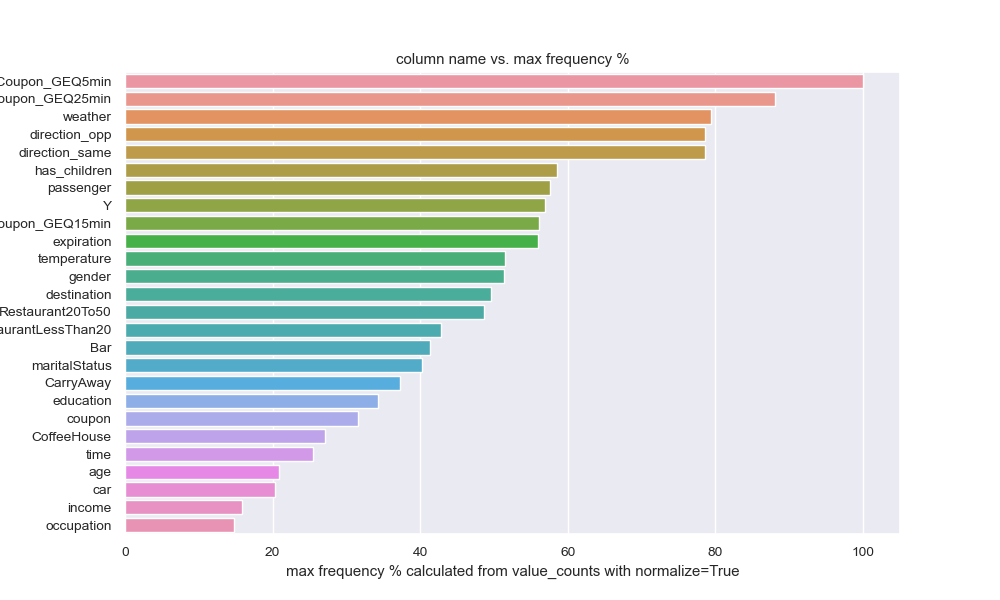 column name vs. max frequency %
Coupon_GEQ5min
oupon_GEQ25min
weather
direction_opp
direction_same
has_children
passenger
Y
oupon_GEQ15min
expiration
temperature
gender
destination
Restaurant20To50
aurantLessThan20
Bar
maritalStatus
CarryAway
education
coupon
CoffeeHouse
time
age
car
income
occupation
0 20 40 60 80 100
max frequency % calculated from value_counts with normalize=True